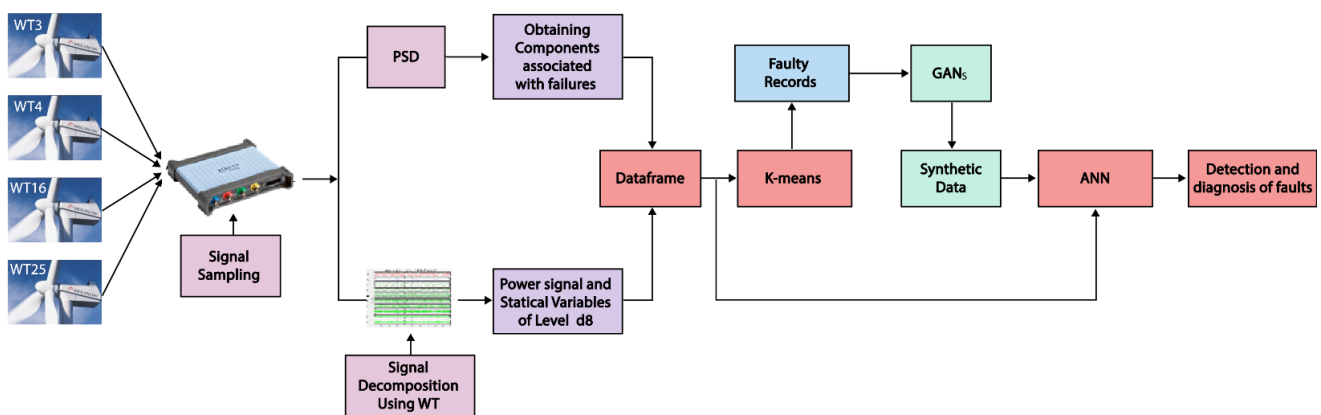 WT3
WT4
WT16
WT25
Signal
Sampling
PSD
Obtaining
Components
associated
with failures
Signal
Decomposition
Using WT
Power signal and
Statical Variables
of Level d8
Dataframe
K-means
Faulty
Records
GANs
Synthetic
Data
ANN
Detection and
diagnosis of faults